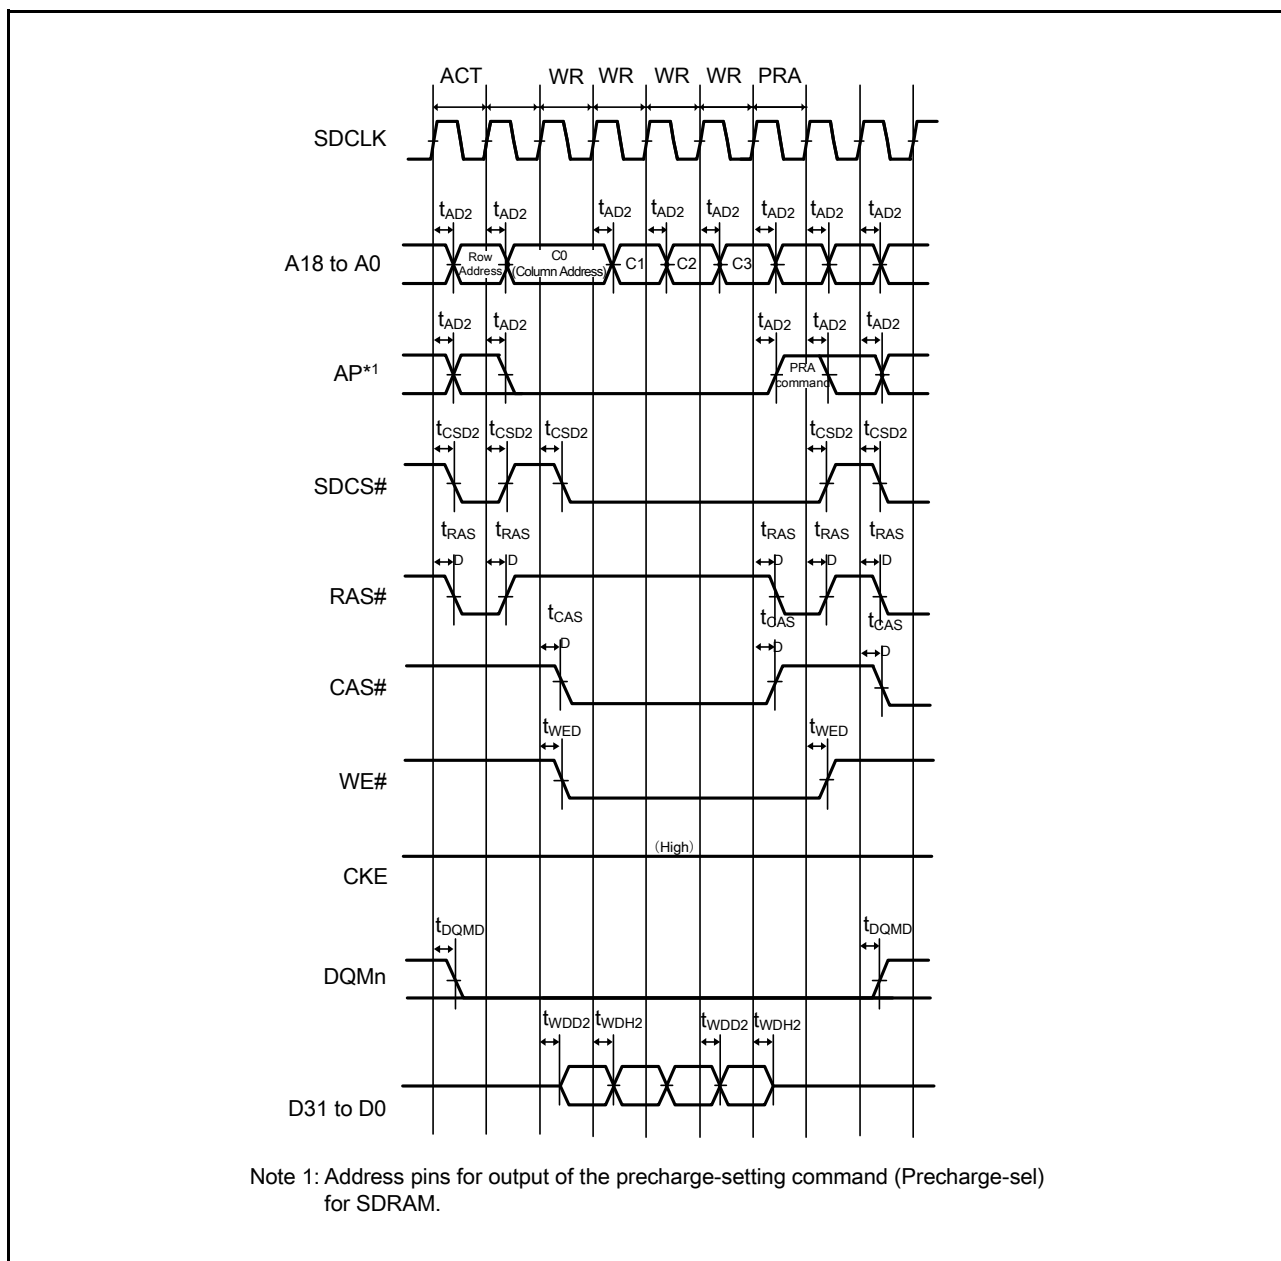 ACT WR WR WR WR PRA
SDCLK
tAD2 tAD2 tAD2 tAD2 tAD2 tAD2 tAD2 tAD2
A18 to A0
Row
Address
C0
(Column Address)
C1 C2 C3
tAD2 tAD2 tAD2 tAD2 tAD2
AP*1
PRA
command
tCSD2 tCSD2 tCSD2 tCSD2 tCSD2
SDCS#
tRAS tRAS tRAS tRAS tRAS
D D D D D
RAS#
tCAS tCAS tCAS
D D D
CAS#
tWED tWED
WE#
(High)
CKE
tDQMD tDQMD
DQMn
tWDD2 tWDH2 tWDD2 tWDH2
D31 to D0
Note 1: Address pins for output of the precharge-setting command (Precharge-sel)
for SDRAM.